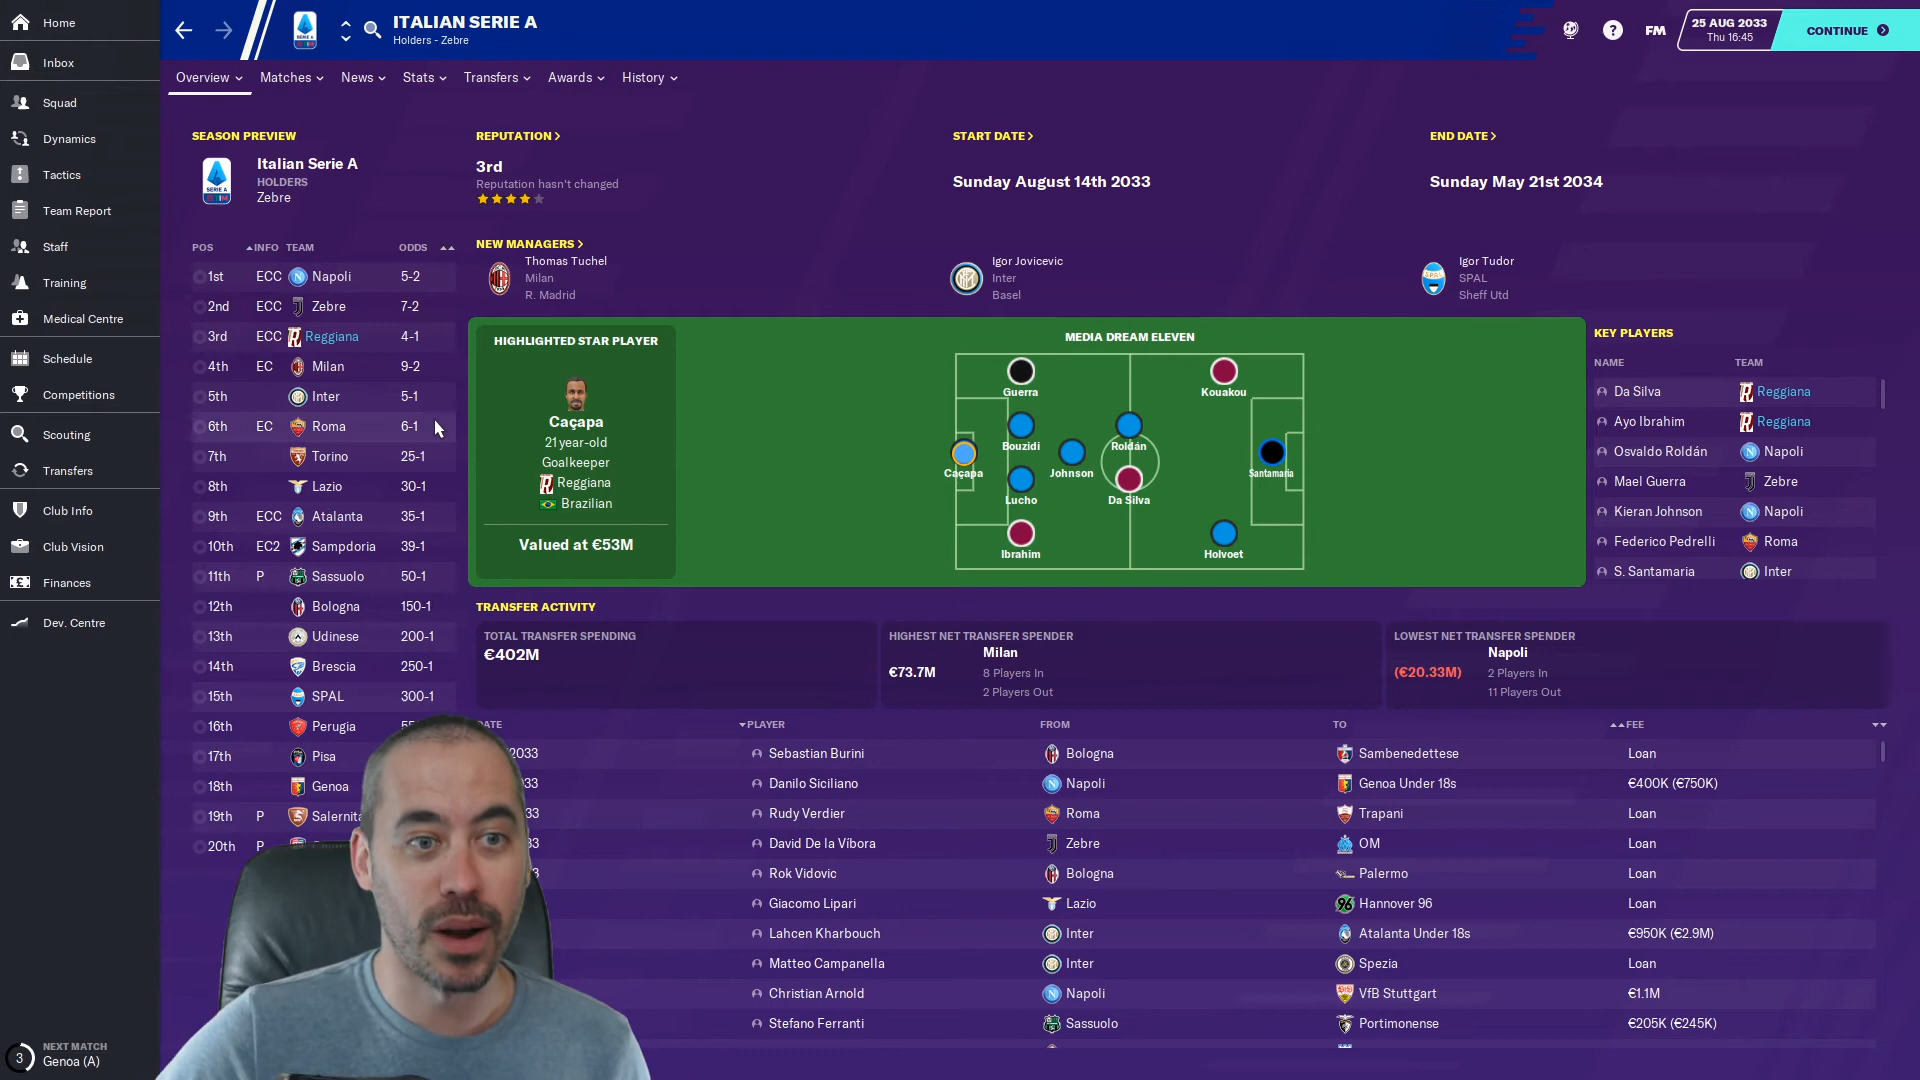 Home
Inbox
Squad
Dynamics
Tactics
Team Report
Staff
Training
Medical Centre
Schedule
Competitions
Scouting
Transfers
Club Info
Club Vision
Finances
Dev. Centre
3
NEXT MATCH
Genoa (A)
ITALIAN SERIE A
Holders - Zebre
FM
25 AUG 2033
Thu 16:45
CONTINUE
Overview Matches News Stats Transfers Awards History
SEASON PREVIEW
Italian Serie A
HOLDERS
Zebre
REPUTATION >
3rd
Reputation hasn't changed
START DATE >
Sunday August 14th 2033
END DATE >
Sunday May 21st 2034
NEW MANAGERS >
Thomas Tuchel
Milan
R. Madrid
Igor Jovicevic
Inter
Basel
Igor Tudor
SPAL
Sheff Utd
POS INFO TEAM ODDS
1st ECC Napoli 5-2
2nd ECC Zebre 7-2
3rd ECC Reggiana 4-1
4th EC Milan 9-2
5th Inter 5-1
6th EC Roma 6-1
7th Torino 25-1
8th Lazio 30-1
9th ECC Atalanta 35-1
10th EC2 Sampdoria 39-1
11th P Sassuolo 50-1
12th Bologna 150-1
13th Udinese 200-1
14th Brescia 250-1
15th SPAL 300-1
16th Perugia
17th Pisa
18th Genoa
19th P
20th P
HIGHLIGHTED STAR PLAYER
Caçapa
21 year-old
Goalkeeper
Reggiana
Brazilian
Valued at €53M
MEDIA DREAM ELEVEN
Guerra
Kouakou
Bouzidi
Roldán
Caçapa
Johnson
Santamaria
Lucho
Da Silva
Ibrahim
Holvoet
KEY PLAYERS
NAME TEAM
Da Silva Reggiana
Ayo Ibrahim Reggiana
Osvaldo Roldán Napoli
Mael Guerra Zebre
Kieran Johnson Napoli
Federico Pedrelli Roma
S. Santamaria Inter
TRANSFER ACTIVITY
TOTAL TRANSFER SPENDING
€402M
HIGHEST NET TRANSFER SPENDER
Milan
€73.7M
8 Players In
2 Players Out
LOWEST NET TRANSFER SPENDER
Napoli
(€20.33M)
2 Players In
11 Players Out
PLAYER FROM TO FEE
Sebastian Burini Bologna Sambenedettese Loan
Danilo Siciliano Napoli Genoa Under 18s €400K (€750K)
Rudy Verdier Roma Trapani Loan
David De la Víbora Zebre OM Loan
Rok Vidovic Bologna Palermo Loan
Giacomo Lipari Lazio Hannover 96 Loan
Lahcen Kharbouch Inter Atalanta Under 18s €950K (€2.9M)
Matteo Campanella Inter Spezia Loan
Christian Arnold Napoli VfB Stuttgart €1.1M
Stefano Ferranti Sassuolo Portimonense €205K (€245K)